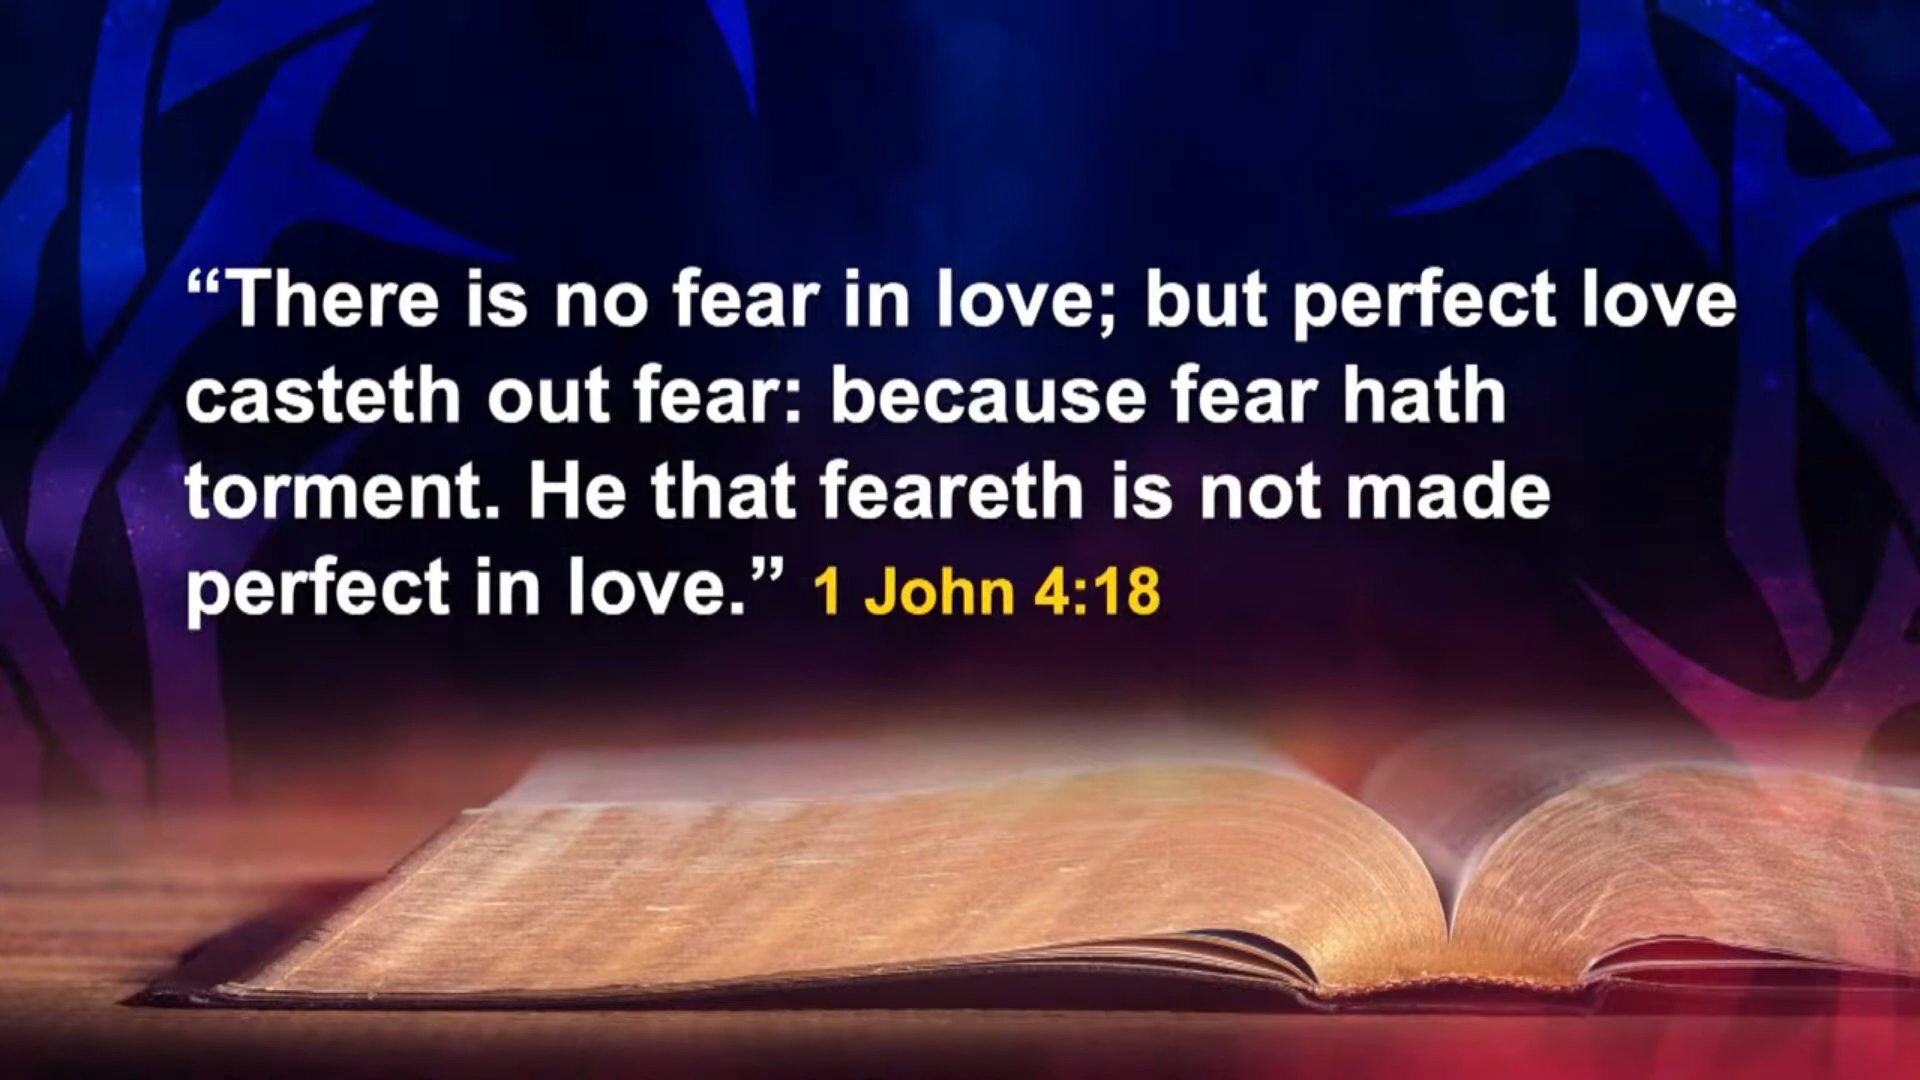 “There is no fear in love; but perfect love
casteth out fear: because fear hath
torment. He that feareth is not made
perfect in love.” 1 John 4:18